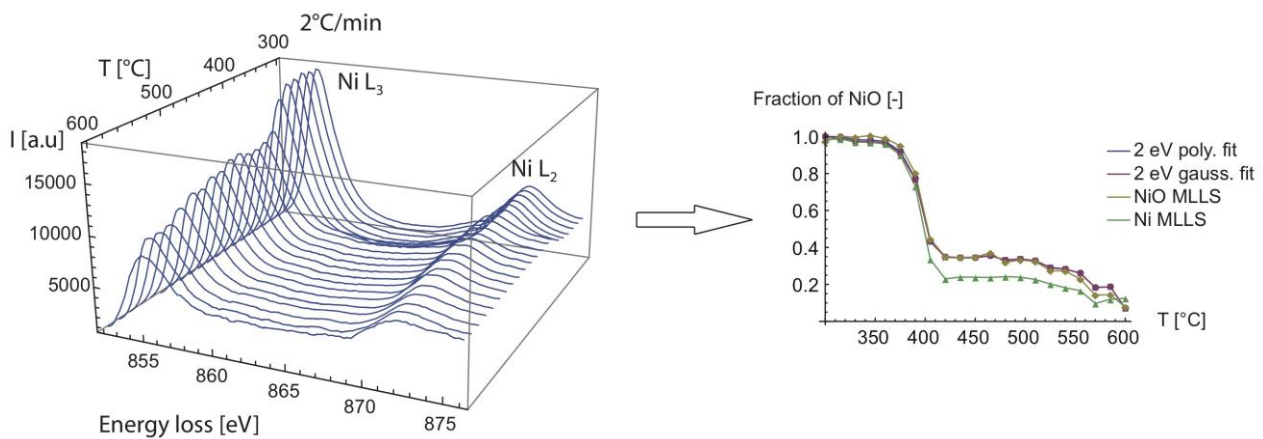 2°C/min
300
T [°C]
400
500
600
Ni L3
I [a.u]
15000
10000
5000
Ni L2
855
860
865
870
875
Energy loss [eV]
Fraction of NiO [-]
1.0
0.8
0.6
0.4
0.2
2 eV poly. fit
2 eV gauss. fit
NiO MLLS
Ni MLLS
T [°C]
350
400
450
500
550
600